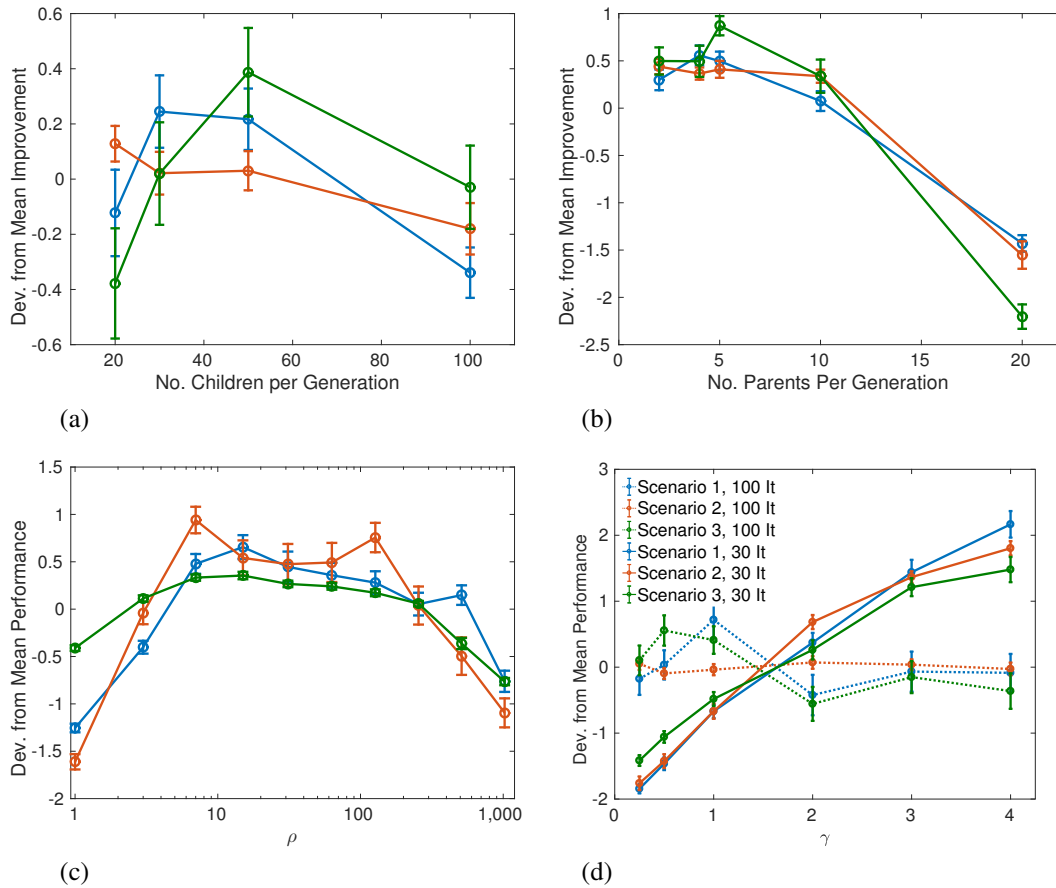 0.6
0.4
0.2
0
-0.2
-0.4
-0.6
20
40
60
80
100
Dev. from Mean Improvement
No. Children per Generation
(a)
1
0.5
0
-0.5
-1
-1.5
-2
-2.5
0
5
10
15
20
Dev. from Mean Improvement
No. Parents Per Generation
(b)
1.5
1
0.5
0
-0.5
-1
-1.5
-2
1
10
100
1,000
Dev. from Mean Performance
ρ
(c)
3
2
1
0
-1
-2
0
1
2
3
4
Dev. from Mean Performance
γ
Scenario 1, 100 It
Scenario 2, 100 It
Scenario 3, 100 It
Scenario 1, 30 It
Scenario 2, 30 It
Scenario 3, 30 It
(d)